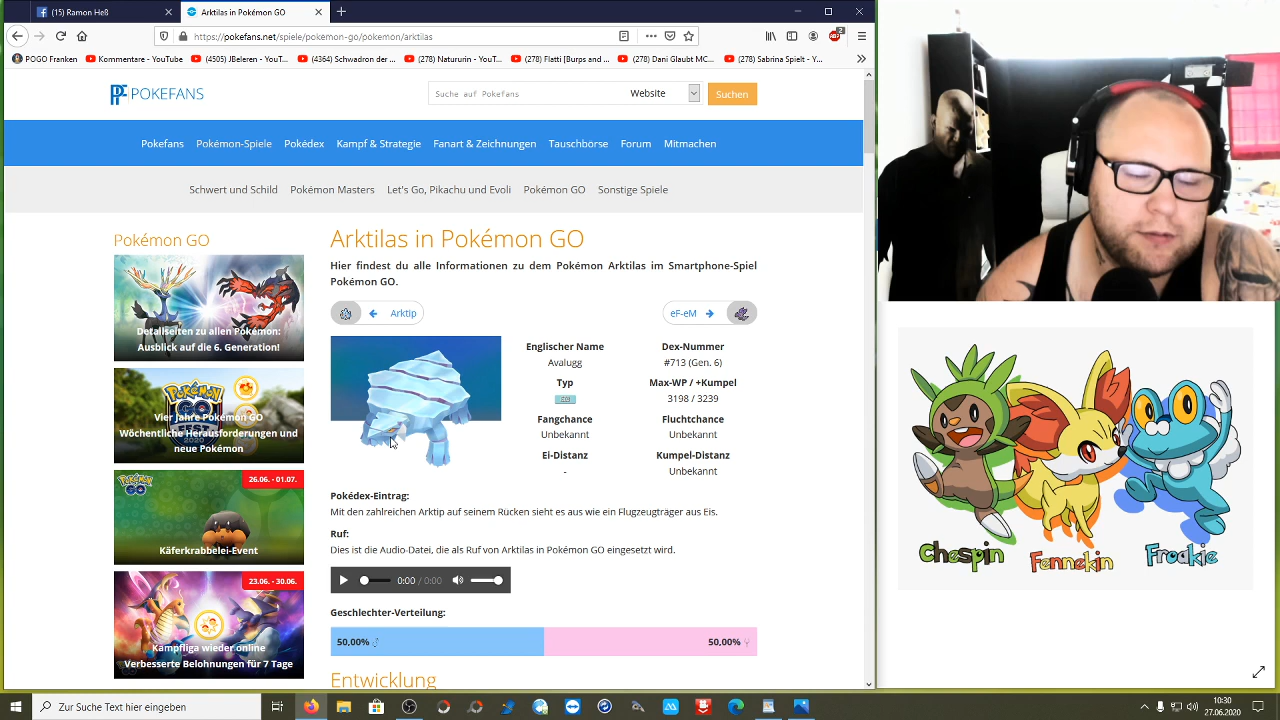 (15) Ramon Heß
Arktilas in Pokémon GO
https://pokefans.net/spiele/pokemon-go/pokemon/arktilas
POGO Franken
Kommentare - YouTube
(4505) JBeleren - YouT...
(4364) Schwadron der ...
(278) Natururin - YouT...
(278) Flatti [Burps and ...
(278) Dani Glaubt MC...
(278) Sabrina Spielt - Y...
PF POKEFANS
Suche auf Pokefans
Website
Suchen
Pokefans Pokémon-Spiele Pokédex Kampf & Strategie Fanart & Zeichnungen Tauschbörse Forum Mitmachen
Schwert und Schild Pokémon Masters Let's Go, Pikachu und Evoli Pokémon GO Sonstige Spiele
Pokémon GO
Detailseiten zu allen Pokémon:
Ausblick auf die 6. Generation!
Vier Jahre Pokémon GO
Wöchentliche Herausforderungen und
neue Pokémon
26.06. - 01.07.
Käferkrabbelei-Event
23.06. - 30.06.
Kampfliga wieder online
Verbesserte Belohnungen für 7 Tage
Arktilas in Pokémon GO
Hier findest du alle Informationen zu dem Pokémon Arktilas im Smartphone-Spiel
Pokémon GO.
Arktip
eF-eM
Englischer Name
Avalugg
Dex-Nummer
#713 (Gen. 6)
Typ
Max-WP / +Kumpel
3198 / 3239
Fangchance
Unbekannt
Fluchtchance
Unbekannt
Ei-Distanz
-
Kumpel-Distanz
Unbekannt
Pokédex-Eintrag:
Mit den zahlreichen Arktip auf seinem Rücken sieht es aus wie ein Flugzeugträger aus Eis.
Ruf:
Dies ist die Audio-Datei, die als Ruf von Arktilas in Pokémon GO eingesetzt wird.
0:00 / 0:00
Geschlechter-Verteilung:
50,00% ♂
50,00% ♀
Entwicklung
Chespin
Fennekin
Froakie
Zur Suche Text hier eingeben
10:30
27.06.2020